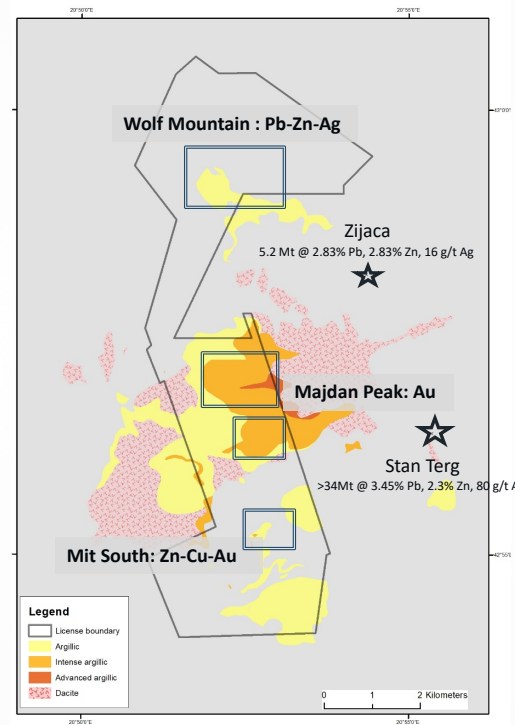 20°50'0"E
20°55'0"E
43°0'0"
Wolf Mountain : Pb-Zn-Ag
Zijaca
5.2 Mt @ 2.83% Pb, 2.83% Zn, 16 g/t Ag
Majdan Peak: Au
Stan Terg
>34Mt @ 3.45% Pb, 2.3% Zn, 80 g/t A
Mit South: Zn-Cu-Au
42°55'0
Legend
License boundary
Argillic
Intense argillic
Advanced argillic
Dacite
0 1 2 Kilometers
20°50'0"E
20°55'0"E